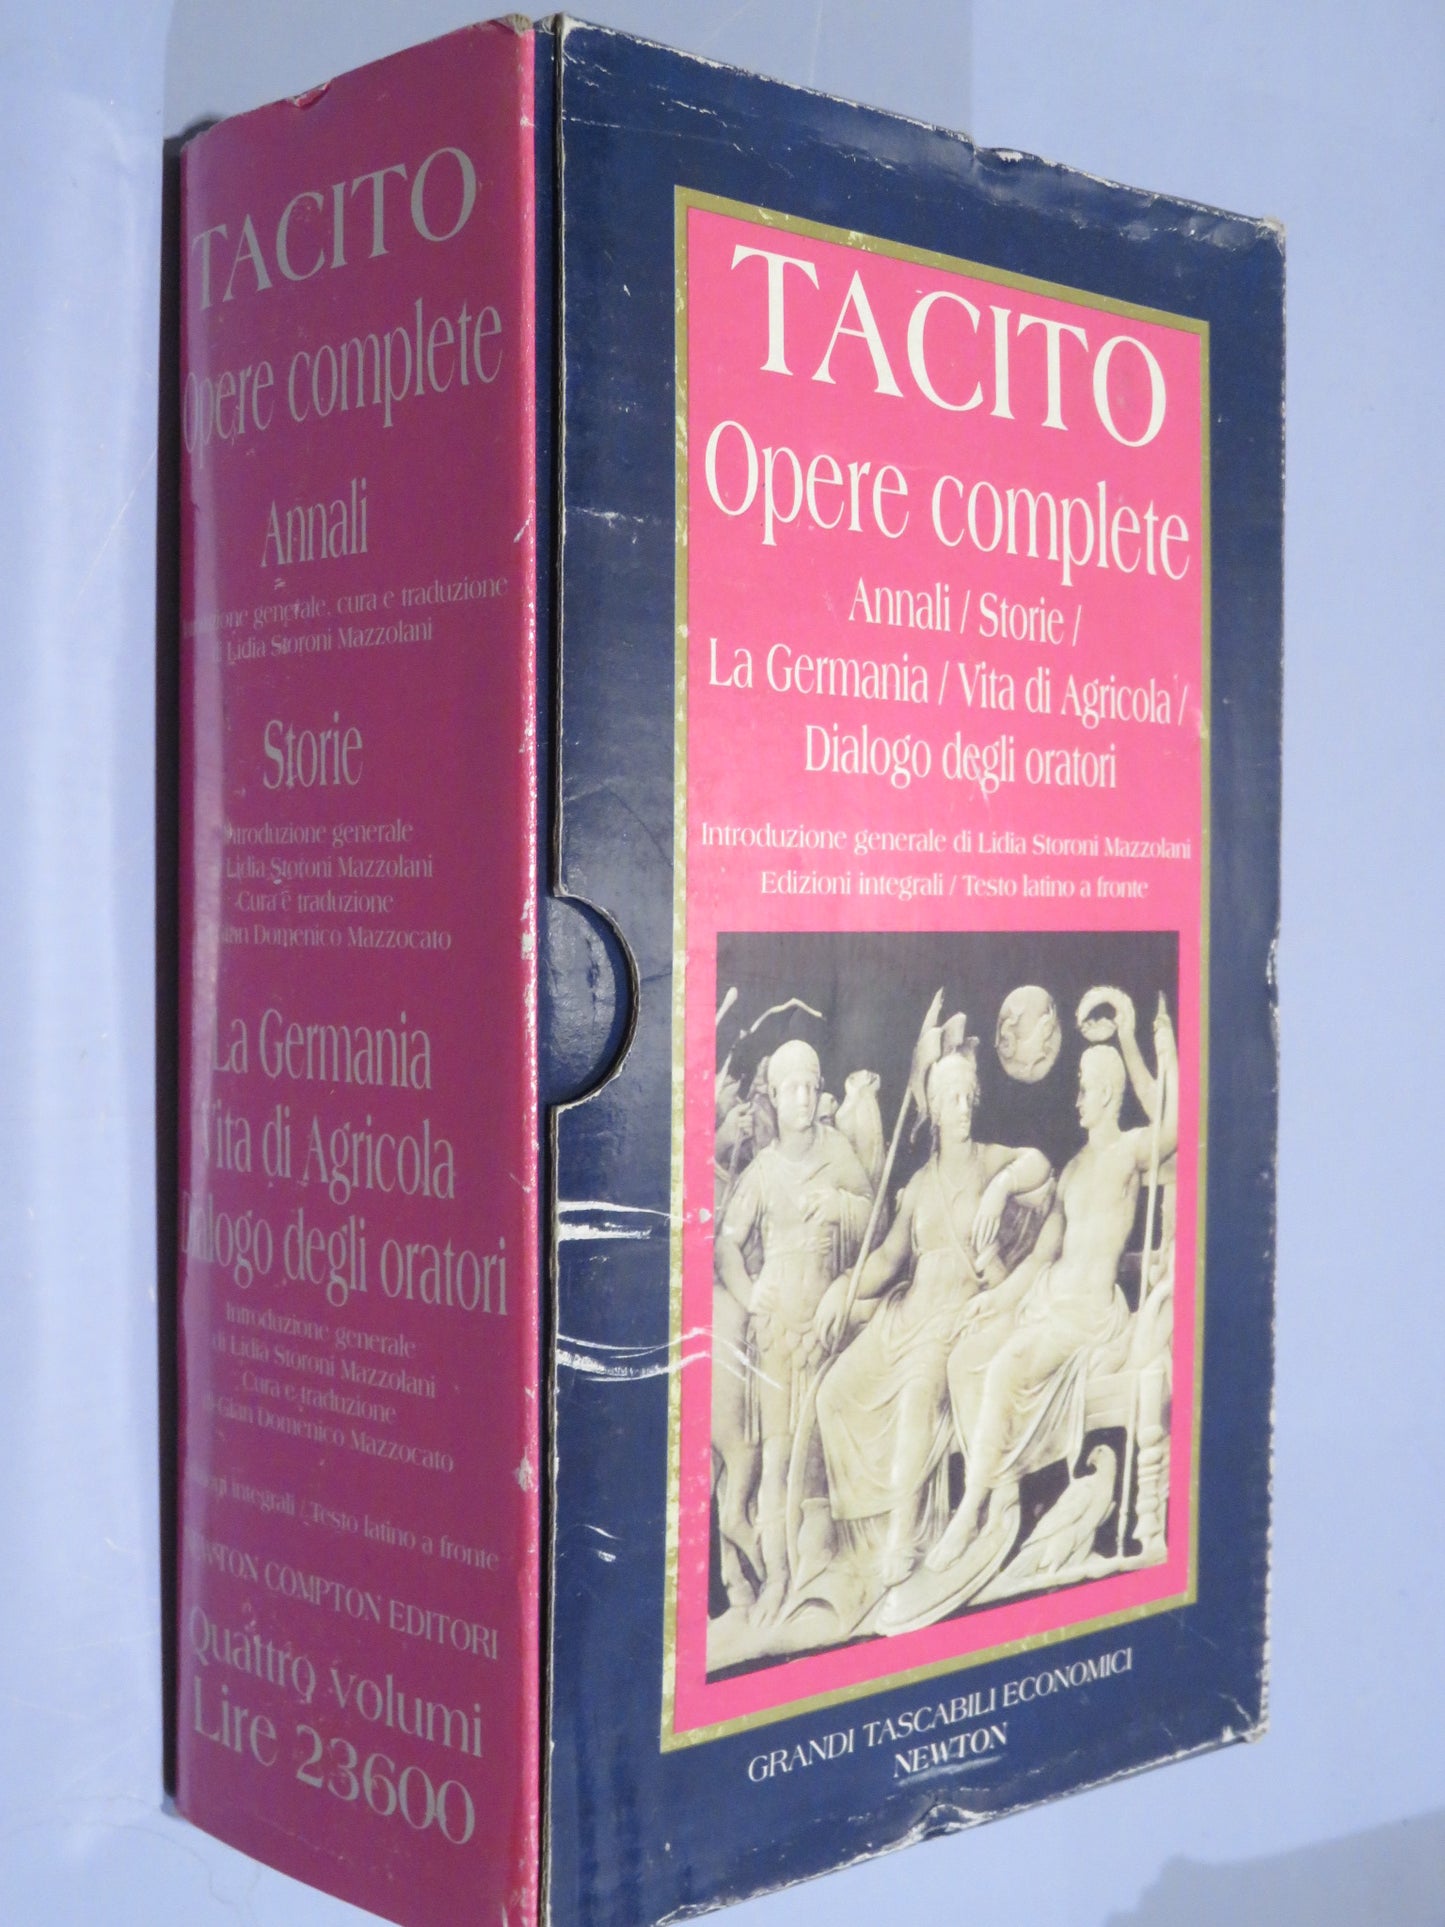 TACITO
Opere complete
Annali
generale, cura e traduzione
di Lidia Storoni Mazzolani
Storie
Introduzione generale
Lidia Storoni Mazzolani
Cura e traduzione
Gian Domenico Mazzocato
La Germania
Vita di Agricola
Dialogo degli oratori
Introduzione generale
di Lidia Storoni Mazzolani
Cura e traduzione
di Gian Domenico Mazzocato
integrali / Testo latino a fronte
NEWTON COMPTON EDITORI
Quattro volumi
Lire 23600
TACITO
Opere complete
Annali / Storie /
La Germania / Vita di Agricola /
Dialogo degli oratori
Introduzione generale di Lidia Storoni Mazzolani
Edizioni integrali / Testo latino a fronte
GRANDI TASCABILI ECONOMICI
NEWTON